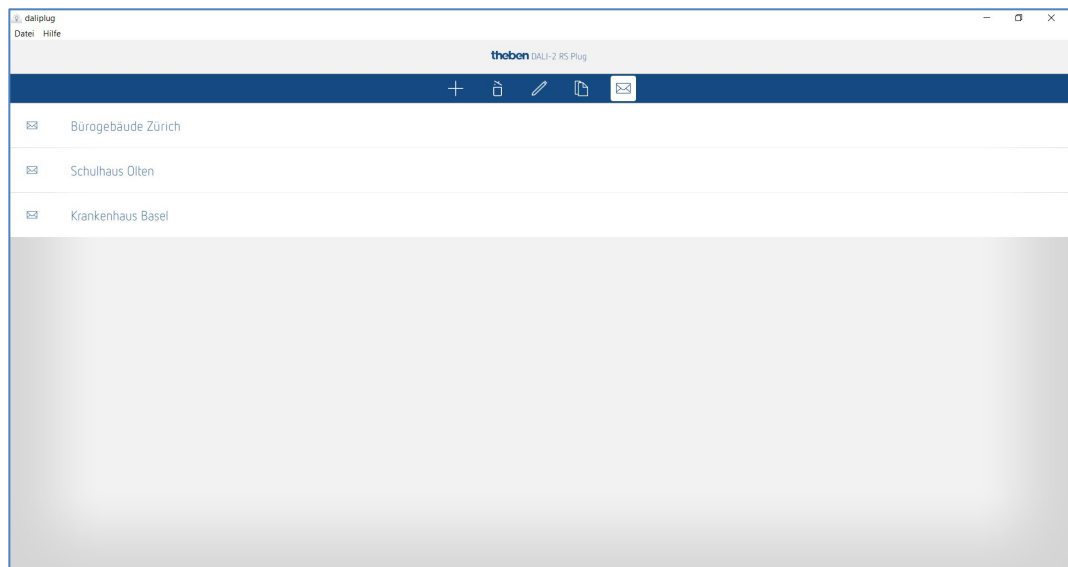 daliplug
Datei Hilfe
theben DALI-2 RS Plug
Bürogebäude Zürich
Schulhaus Olten
Krankenhaus Basel